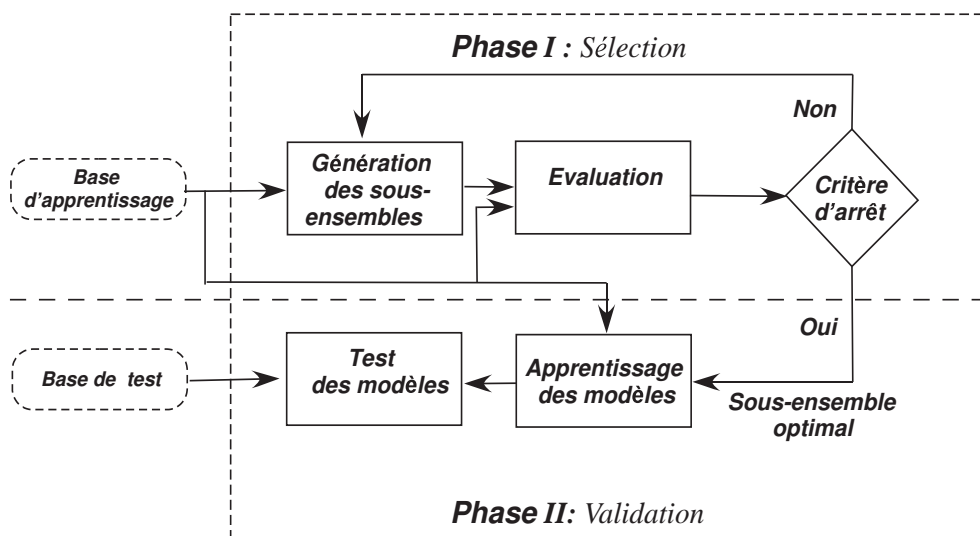 Phase I : Sélection
Non
Base
d'apprentissage
Génération
des sous-
ensembles
Evaluation
Critère
d'arrêt
Oui
Base de test
Test
des modèles
Apprentissage
des modèles
Sous-ensemble
optimal
Phase II: Validation